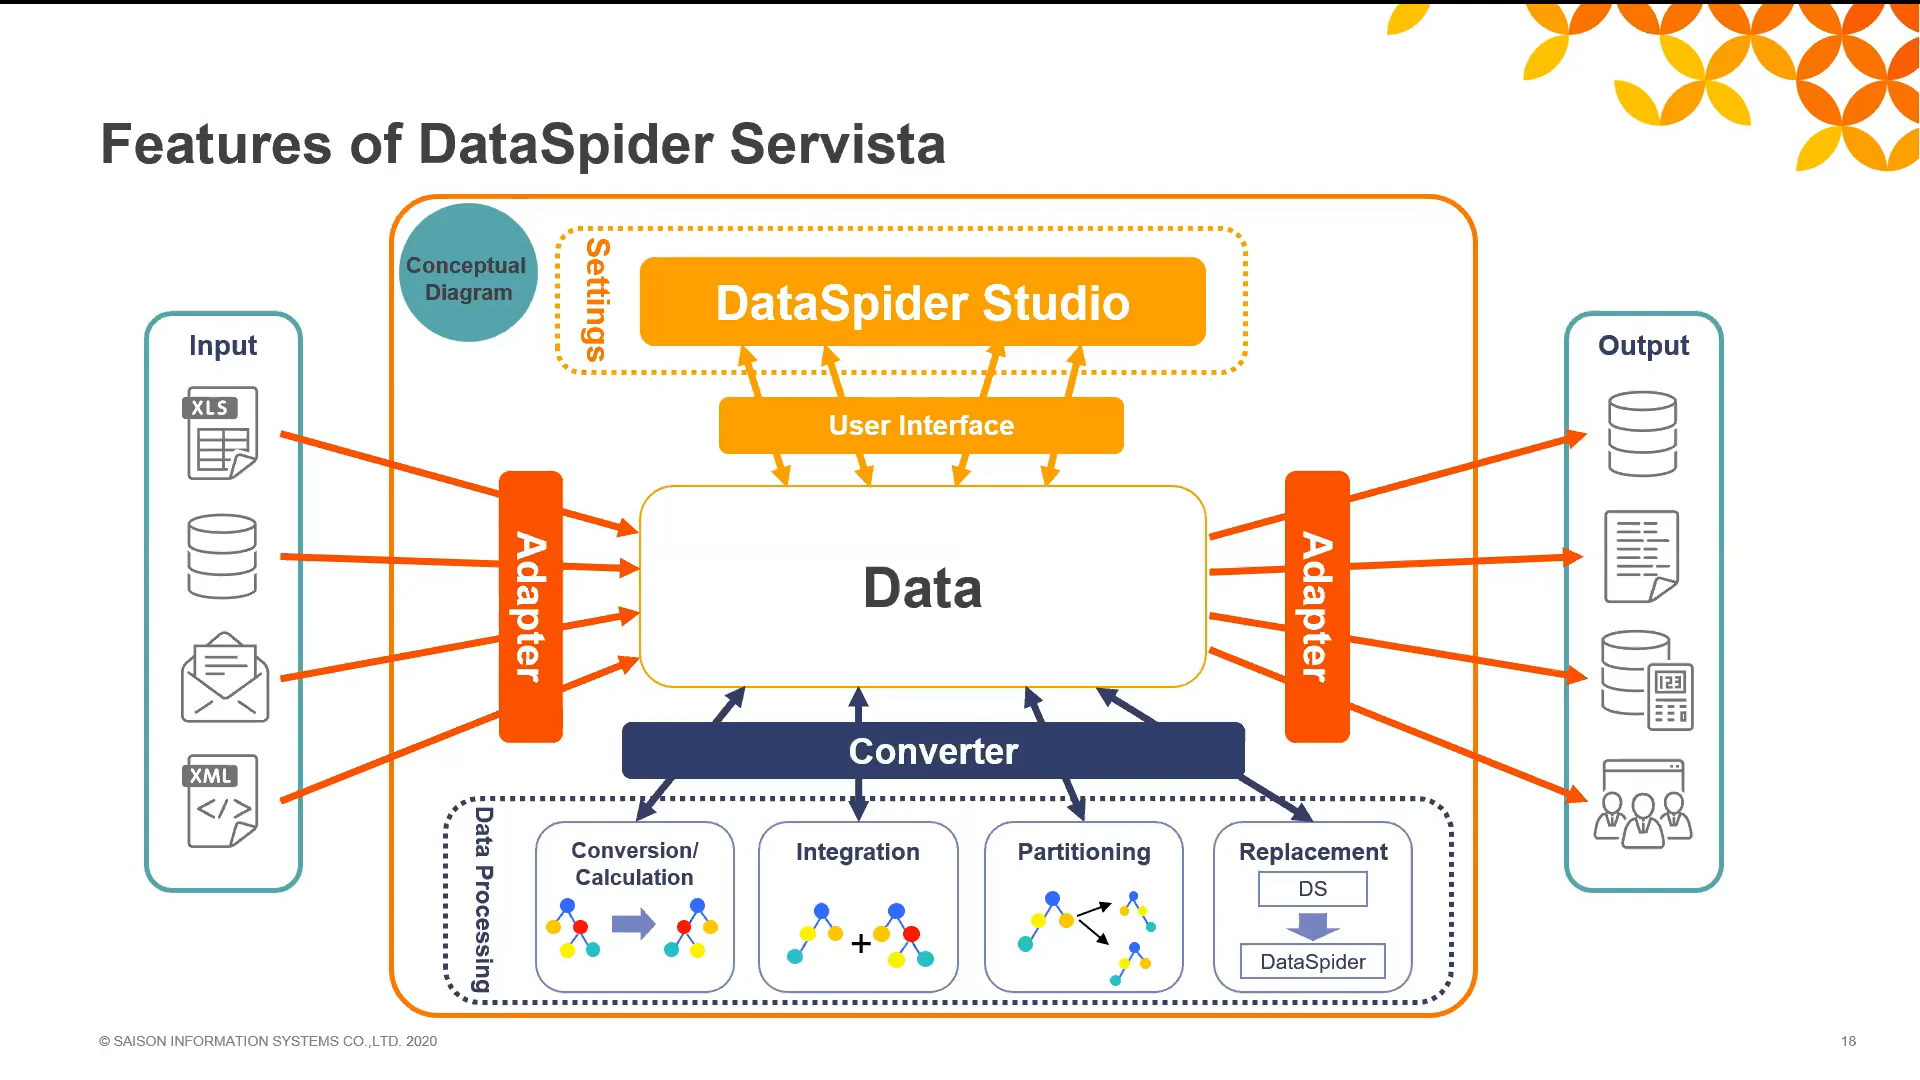 Features of DataSpider Servista
Conceptual
Diagram
Settings
DataSpider Studio
User Interface
Input
XLS
XML
Adapter
Data
Adapter
Output
123
Converter
Data Processing
Conversion/
Calculation
Integration
+
Partitioning
Replacement
DS
DataSpider
© SAISON INFORMATION SYSTEMS CO.,LTD. 2020
18